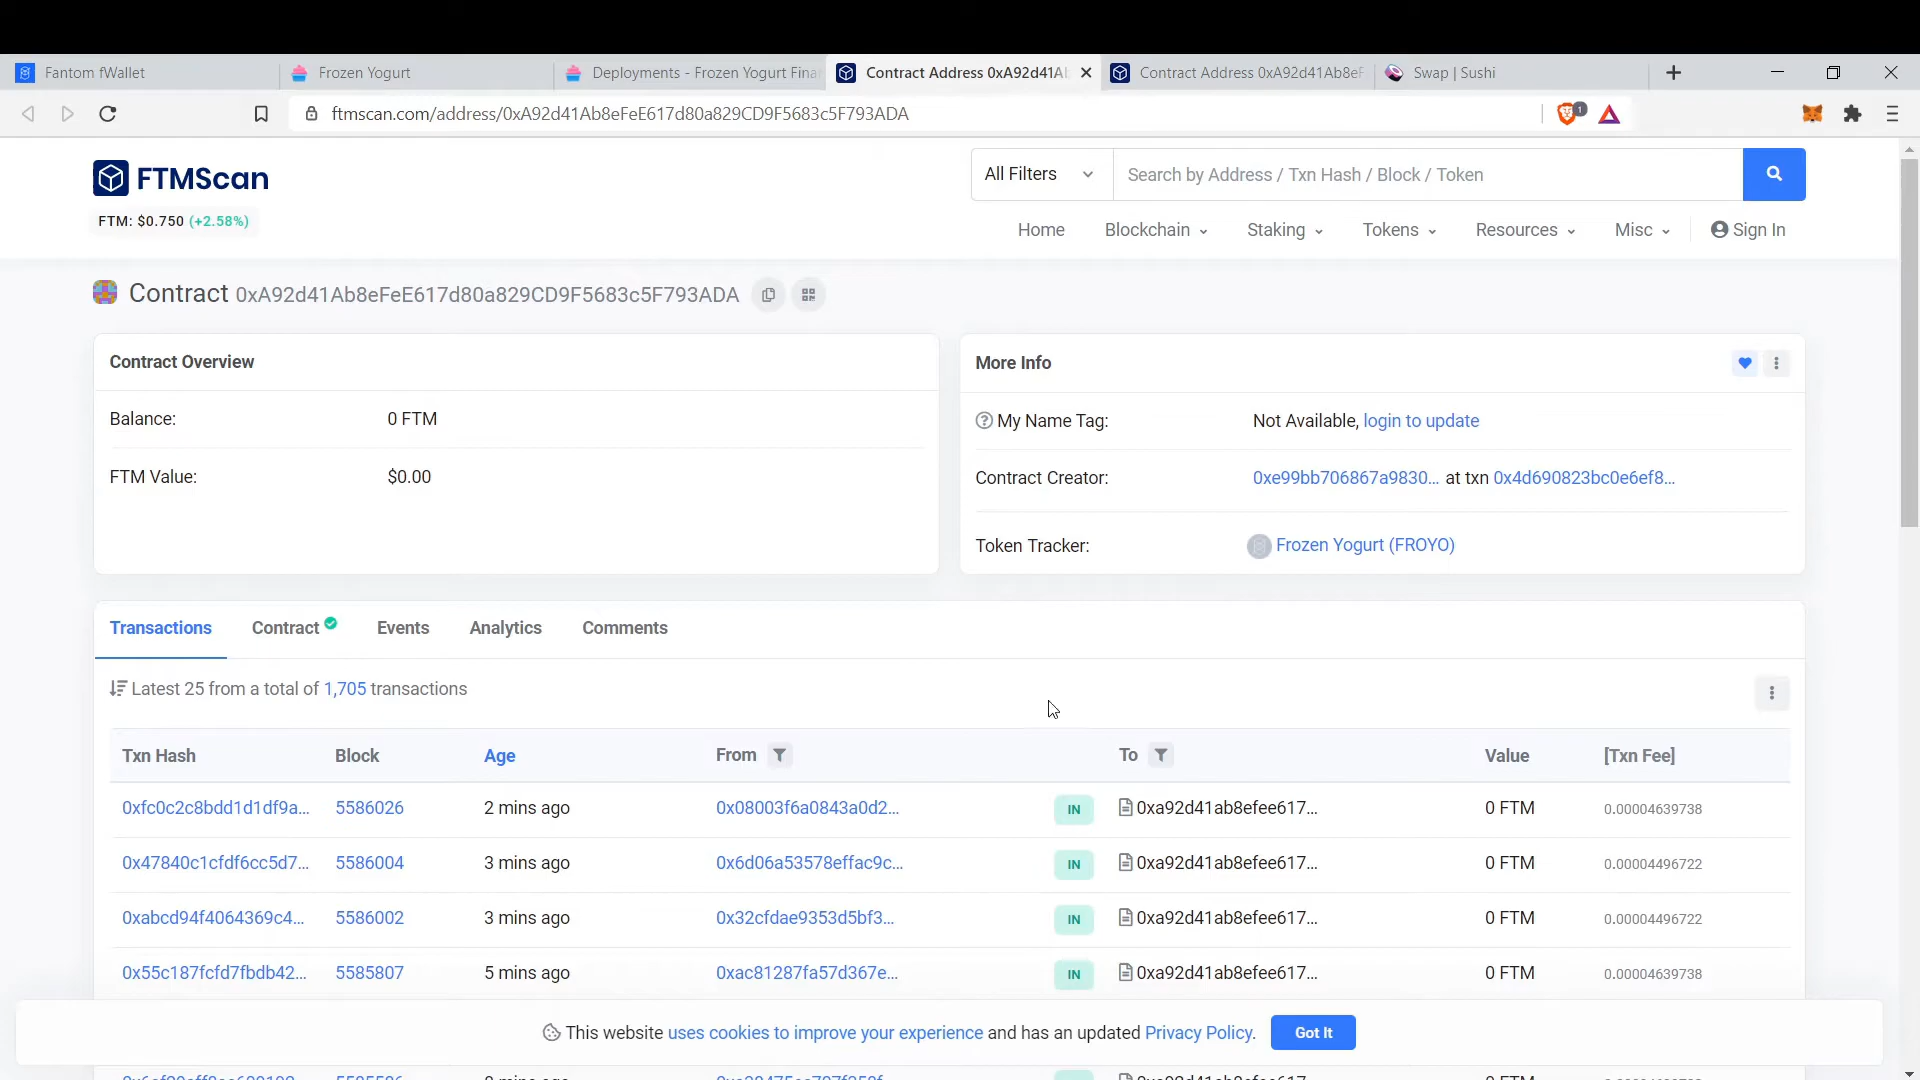 Fantom fWallet
Frozen Yogurt
Deployments - Frozen Yogurt Fina
Contract Address 0xA92d41Ab
Contract Address 0xA92d41Ab8eF
Swap | Sushi
ftmscan.com/address/0xA92d41Ab8eFeE617d80a829CD9F5683c5F793ADA
1
FTMScan
All Filters
Search by Address / Txn Hash / Block / Token
FTM: $0.750 (+2.58%)
Home
Blockchain
Staking
Tokens
Resources
Misc
Sign In
Contract 0xA92d41Ab8eFeE617d80a829CD9F5683c5F793ADA
Contract Overview
Balance: 0 FTM
FTM Value: $0.00
More Info
My Name Tag: Not Available, login to update
Contract Creator: 0xe99bb706867a9830... at txn 0x4d690823bc0e6ef8...
Token Tracker: Frozen Yogurt (FROYO)
Transactions
Contract
Events
Analytics
Comments
Latest 25 from a total of 1,705 transactions
Txn Hash Block Age From To Value [Txn Fee]
0xfc0c2c8bdd1d1df9a... 5586026 2 mins ago 0x08003f6a0843a0d2... IN 0xa92d41ab8efee617... 0 FTM 0.00004639738
0x47840c1cfdf6cc5d7... 5586004 3 mins ago 0x6d06a53578effac9c... IN 0xa92d41ab8efee617... 0 FTM 0.00004496722
0xabcd94f4064369c4... 5586002 3 mins ago 0x32cfdae9353d5bf3... IN 0xa92d41ab8efee617... 0 FTM 0.00004496722
0x55c187fcfd7fbdb42... 5585807 5 mins ago 0xac81287fa57d367e... IN 0xa92d41ab8efee617... 0 FTM 0.00004639738
This website uses cookies to improve your experience and has an updated Privacy Policy.
Got It